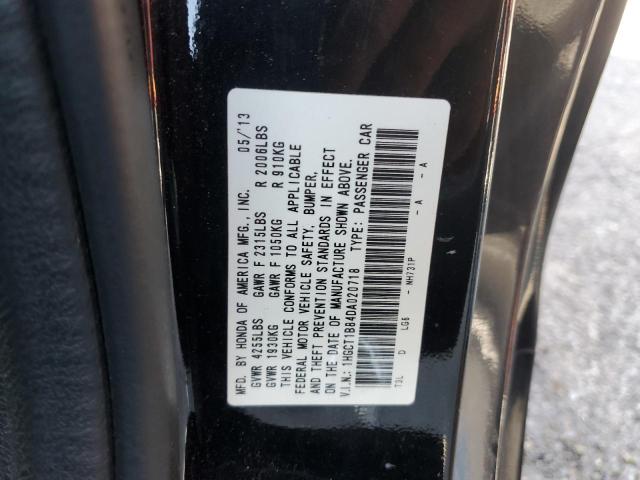 MFD. BY HONDA OF AMERICA MFG., INC. 05/'13
GVWR 4255LBS GAWR F 2315LBS R 2006LBS
GVWR 1930KG GAWR F 1050KG R 910KG
THIS VEHICLE CONFORMS TO ALL APPLICABLE
FEDERAL MOTOR VEHICLE SAFETY, BUMPER,
AND THEFT PREVENTION STANDARDS IN EFFECT
ON THE DATE OF MANUFACTURE SHOWN ABOVE.
V.I.N.: 1HGCT1B84DA020718 TYPE: PASSENGER CAR
T3L D LG5 - NH731P - A - A